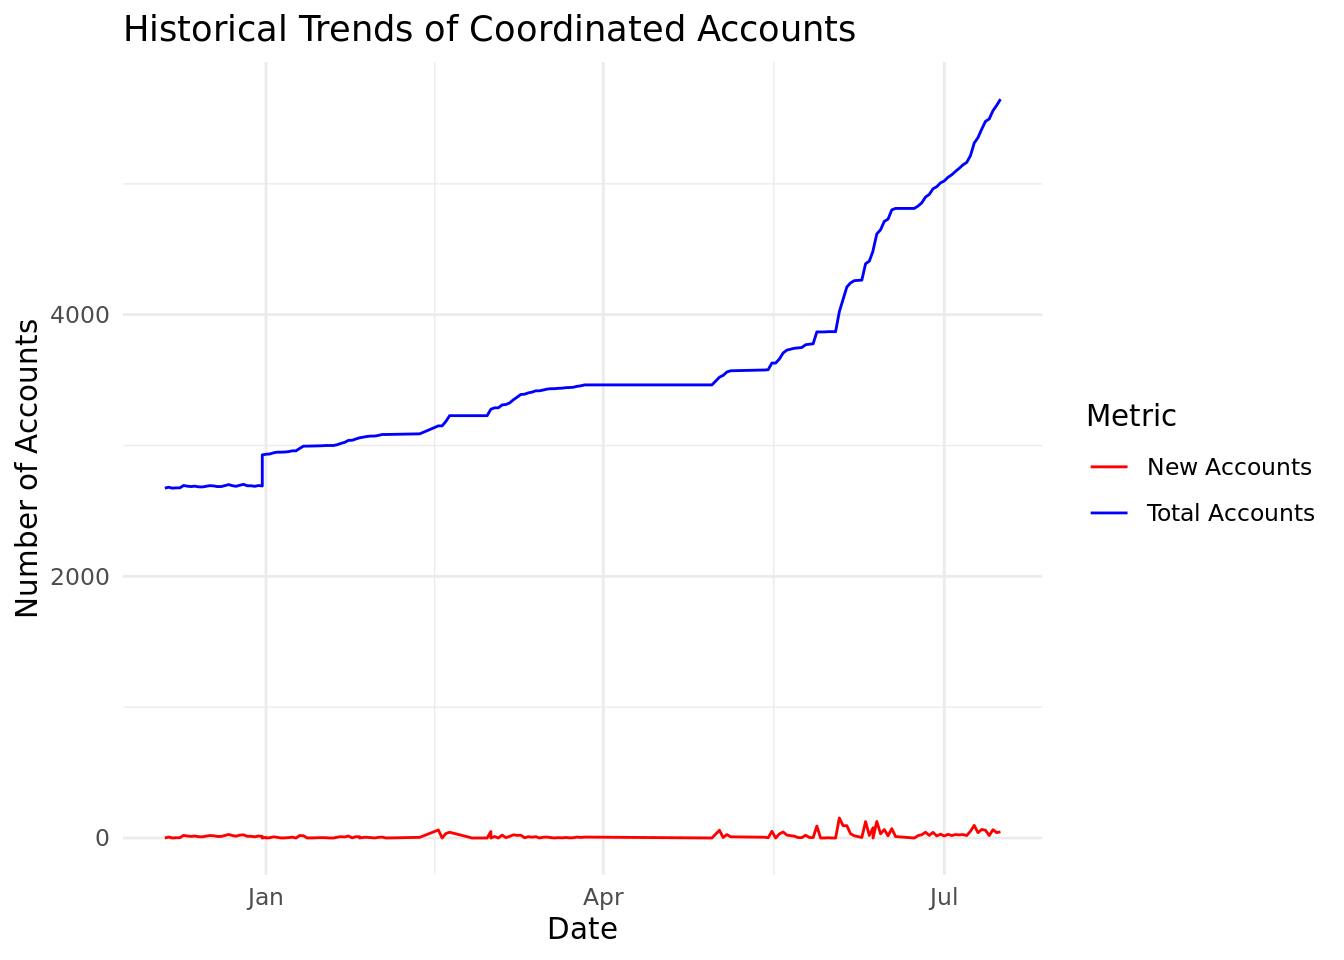 Historical Trends of Coordinated Accounts
Number of Accounts
4000
2000
0
Jan
Apr
Jul
Date
Metric
New Accounts
Total Accounts